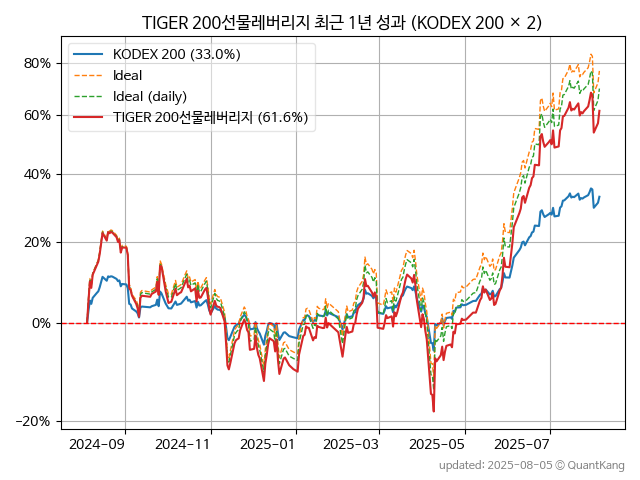 TIGER 200선물레버리지 최근 1년 성과 (KODEX 200 × 2)
KODEX 200 (33.0%)
Ideal
Ideal (daily)
TIGER 200선물레버리지 (61.6%)
80%
60%
40%
20%
0%
−20%
2024-09 2024-11 2025-01 2025-03 2025-05 2025-07
updated: 2025-08-05 © QuantKang